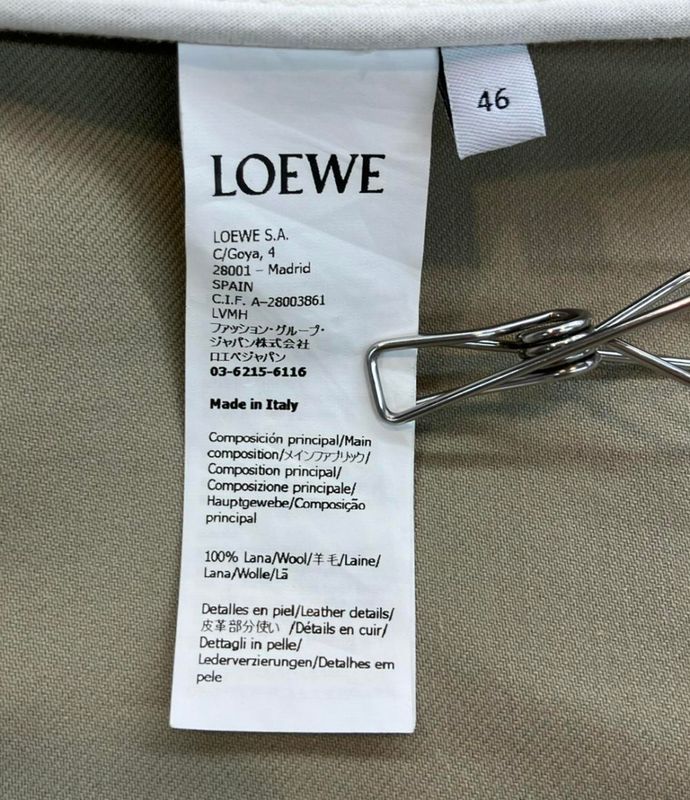 46
LOEWE
LOEWE S.A.
C/Goya, 4
28001 – Madrid
SPAIN
C.I.F. A-28003861
LVMH
ファッション・グループ・
ジャパン株式会社
ロエベジャパン
03-6215-6116
Made in Italy
Composición principal/Main
composition/メインファブリック/
Composition principal/
Composizione principale/
Hauptgewebe/Composição
principal
100% Lana/Wool/羊毛/Laine/
Lana/Wolle/Lã
Detalles en piel/Leather details/
皮革部分使い /Détails en cuir/
Dettagli in pelle/
Lederverzierungen/Detalhes em
pele